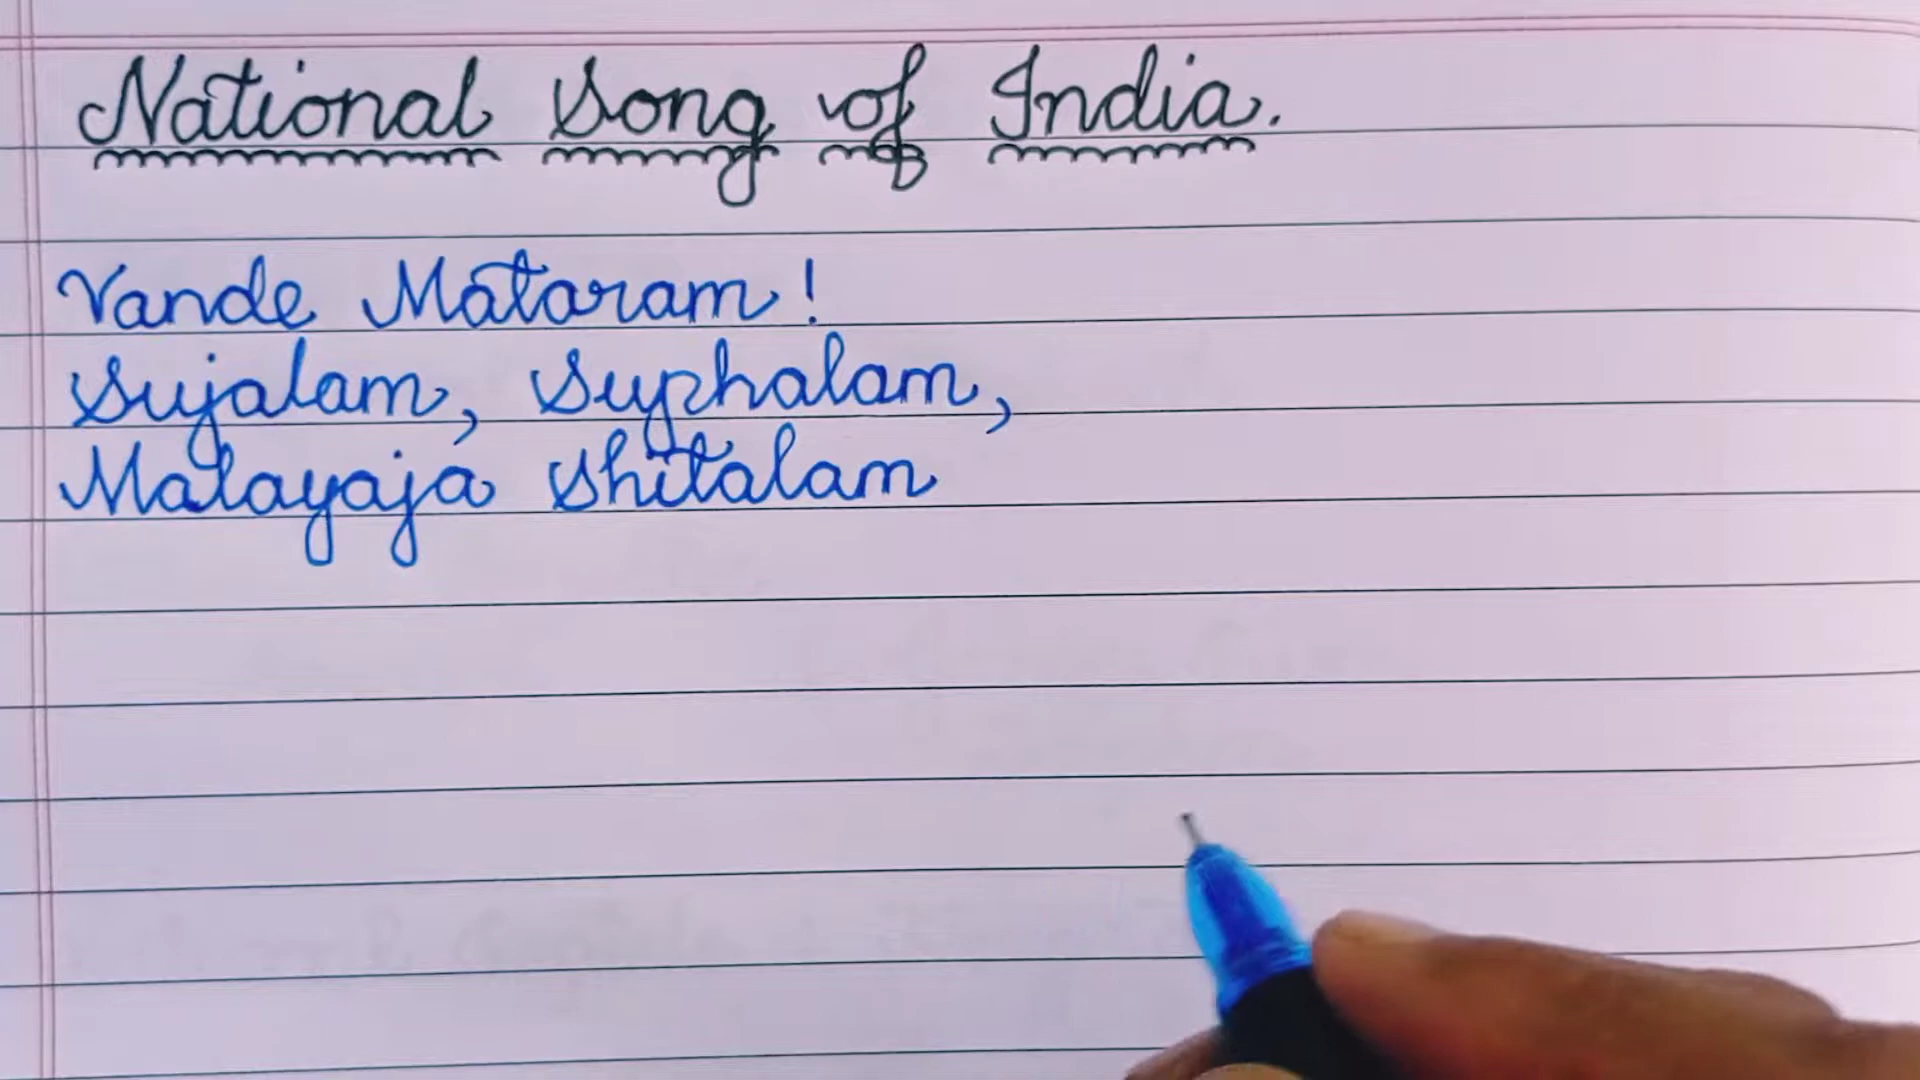 National Song of India.
Vande Mataram!
Sujalam, Suphalam,
Malayaja Shitalam